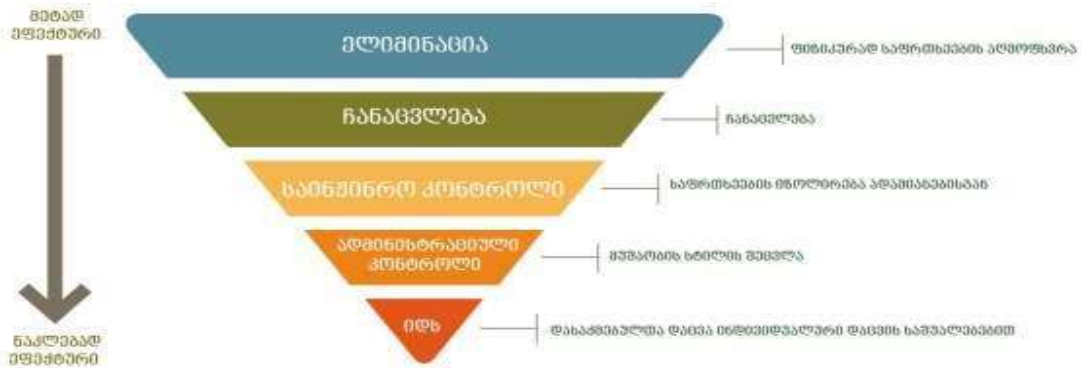 მეტად
ეფექტური
ელიმინაცია
ფიზიკურად საფრთხეების აღმოფხვრა
ჩანაცვლება
ჩანაცვლება
საინჟინრო კონტროლი
საფრთხეების იზოლირება ადამიანებისგან
ადმინისტრაციული
კონტროლი
მუშაობის სტილის შეცვლა
იდს
დასაქმებულთა დაცვა ინდივიდუალური დაცვის საშუალებებით
ნაკლებად
ეფექტური